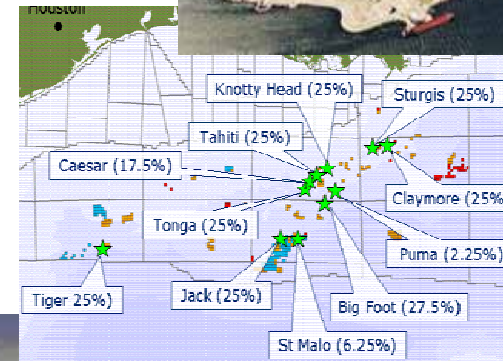 Houston
Knotty Head (25%)
Sturgis (25%)
Tahiti (25%)
Caesar (17.5%)
Claymore (25%
Tonga (25%)
Puma (2.25%)
Tiger 25%)
Jack (25%)
Big Foot (27.5%)
St Malo (6.25%)